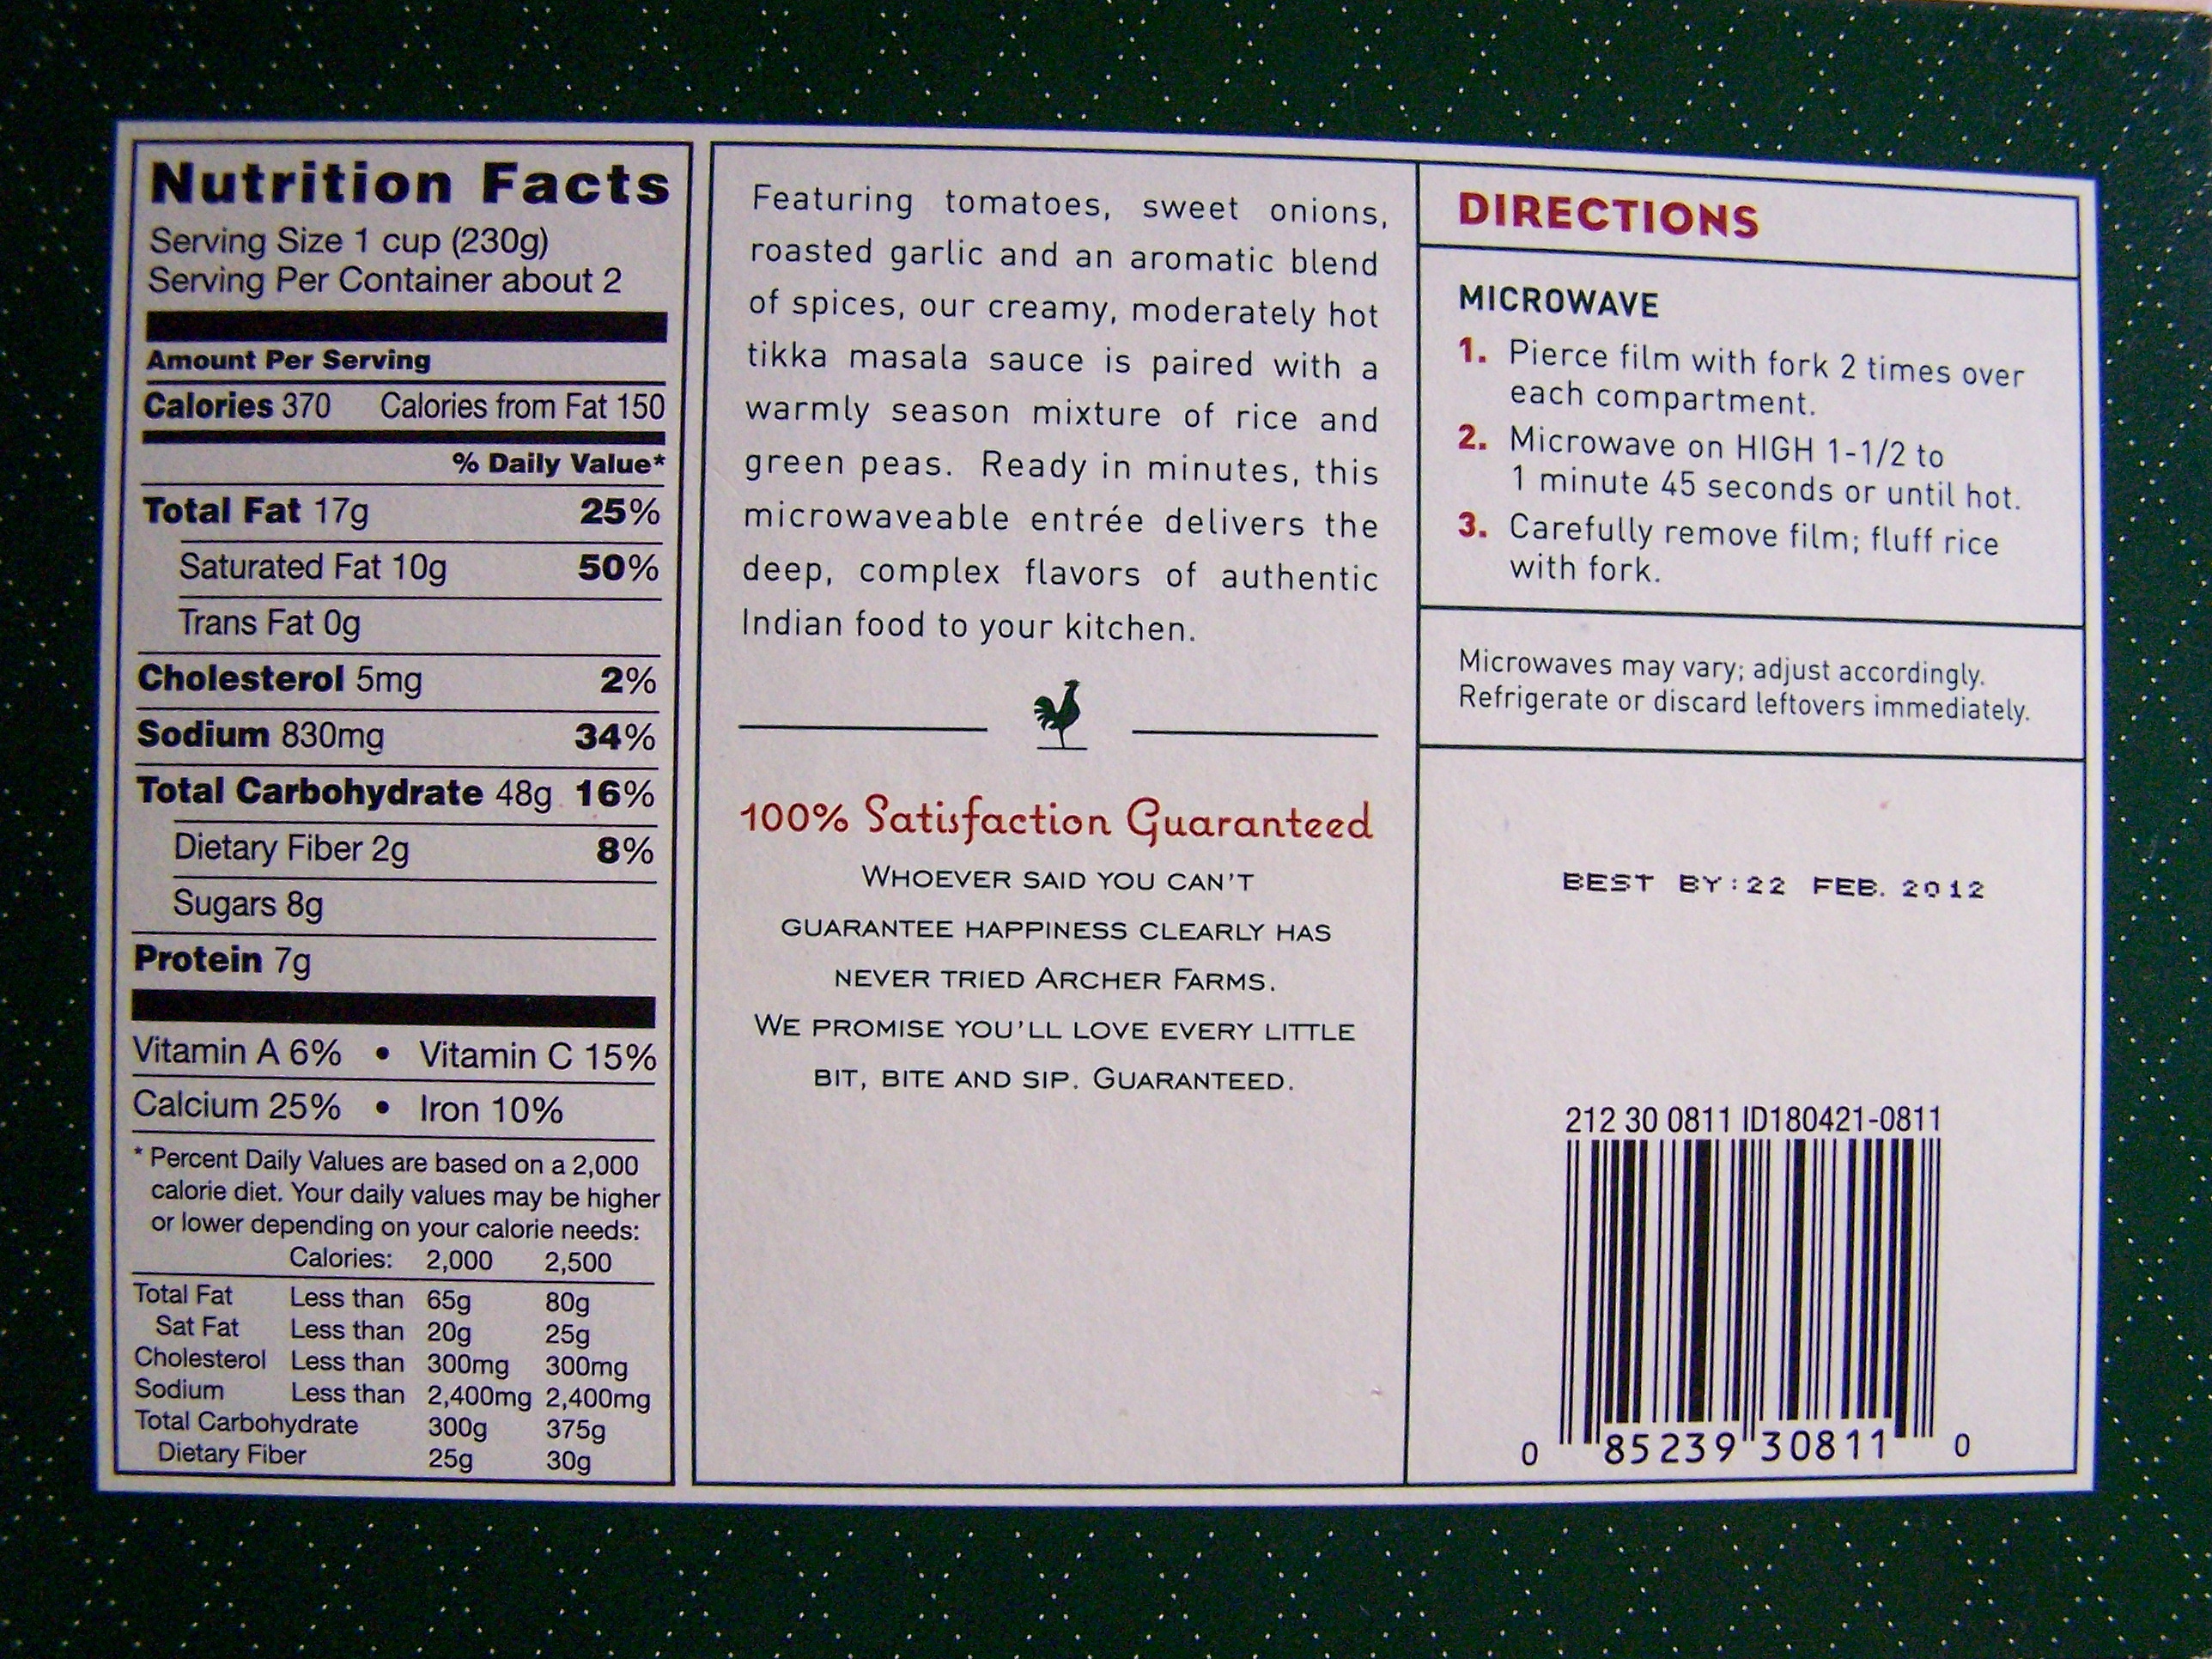 Nutrition Facts
Serving Size 1 cup (230g)
Serving Per Container about 2
Amount Per Serving
Calories 370 Calories from Fat 150
% Daily Value*
Total Fat 17g 25%
Saturated Fat 10g 50%
Trans Fat 0g
Cholesterol 5mg 2%
Sodium 830mg 34%
Total Carbohydrate 48g 16%
Dietary Fiber 2g 8%
Sugars 8g
Protein 7g
Vitamin A 6% • Vitamin C 15%
Calcium 25% • Iron 10%
* Percent Daily Values are based on a 2,000
calorie diet. Your daily values may be higher
or lower depending on your calorie needs:
Calories: 2,000 2,500
Total Fat Less than 65g 80g
Sat Fat Less than 20g 25g
Cholesterol Less than 300mg 300mg
Sodium Less than 2,400mg 2,400mg
Total Carbohydrate 300g 375g
Dietary Fiber 25g 30g
Featuring tomatoes, sweet onions,
roasted garlic and an aromatic blend
of spices, our creamy, moderately hot
tikka masala sauce is paired with a
warmly season mixture of rice and
green peas. Ready in minutes, this
microwaveable entrée delivers the
deep, complex flavors of authentic
Indian food to your kitchen.
100% Satisfaction Guaranteed
WHOEVER SAID YOU CAN'T
GUARANTEE HAPPINESS CLEARLY HAS
NEVER TRIED ARCHER FARMS.
WE PROMISE YOU'LL LOVE EVERY LITTLE
BIT, BITE AND SIP. GUARANTEED.
DIRECTIONS
MICROWAVE
1. Pierce film with fork 2 times over
each compartment.
2. Microwave on HIGH 1-1/2 to
1 minute 45 seconds or until hot.
3. Carefully remove film; fluff rice
with fork.
Microwaves may vary; adjust accordingly.
Refrigerate or discard leftovers immediately.
BEST BY:22 FEB. 2012
212 30 0811 ID180421-0811
0 85239 30811 0